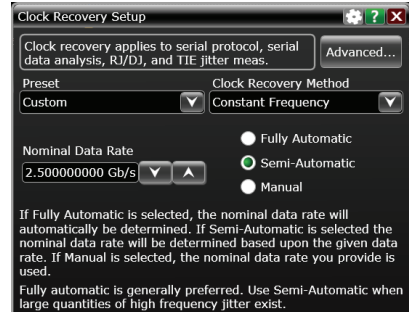 Clock Recovery Setup
?
X
Clock recovery applies to serial protocol, serial
data analysis, RJ/DJ, and TIE jitter meas.
Advanced...
Preset
Clock Recovery Method
Custom
Constant Frequency
Fully Automatic
Nominal Data Rate
Semi-Automatic
2.500000000 Gb/s
Manual
If Fully Automatic is selected, the nominal data rate will
automatically be determined. If Semi-Automatic is selected the
nominal data rate will be determined based upon the given data
rate. If Manual is selected, the nominal data rate you provide is
used.
Fully automatic is generally preferred. Use Semi-Automatic when
large quantities of high frequency jitter exist.